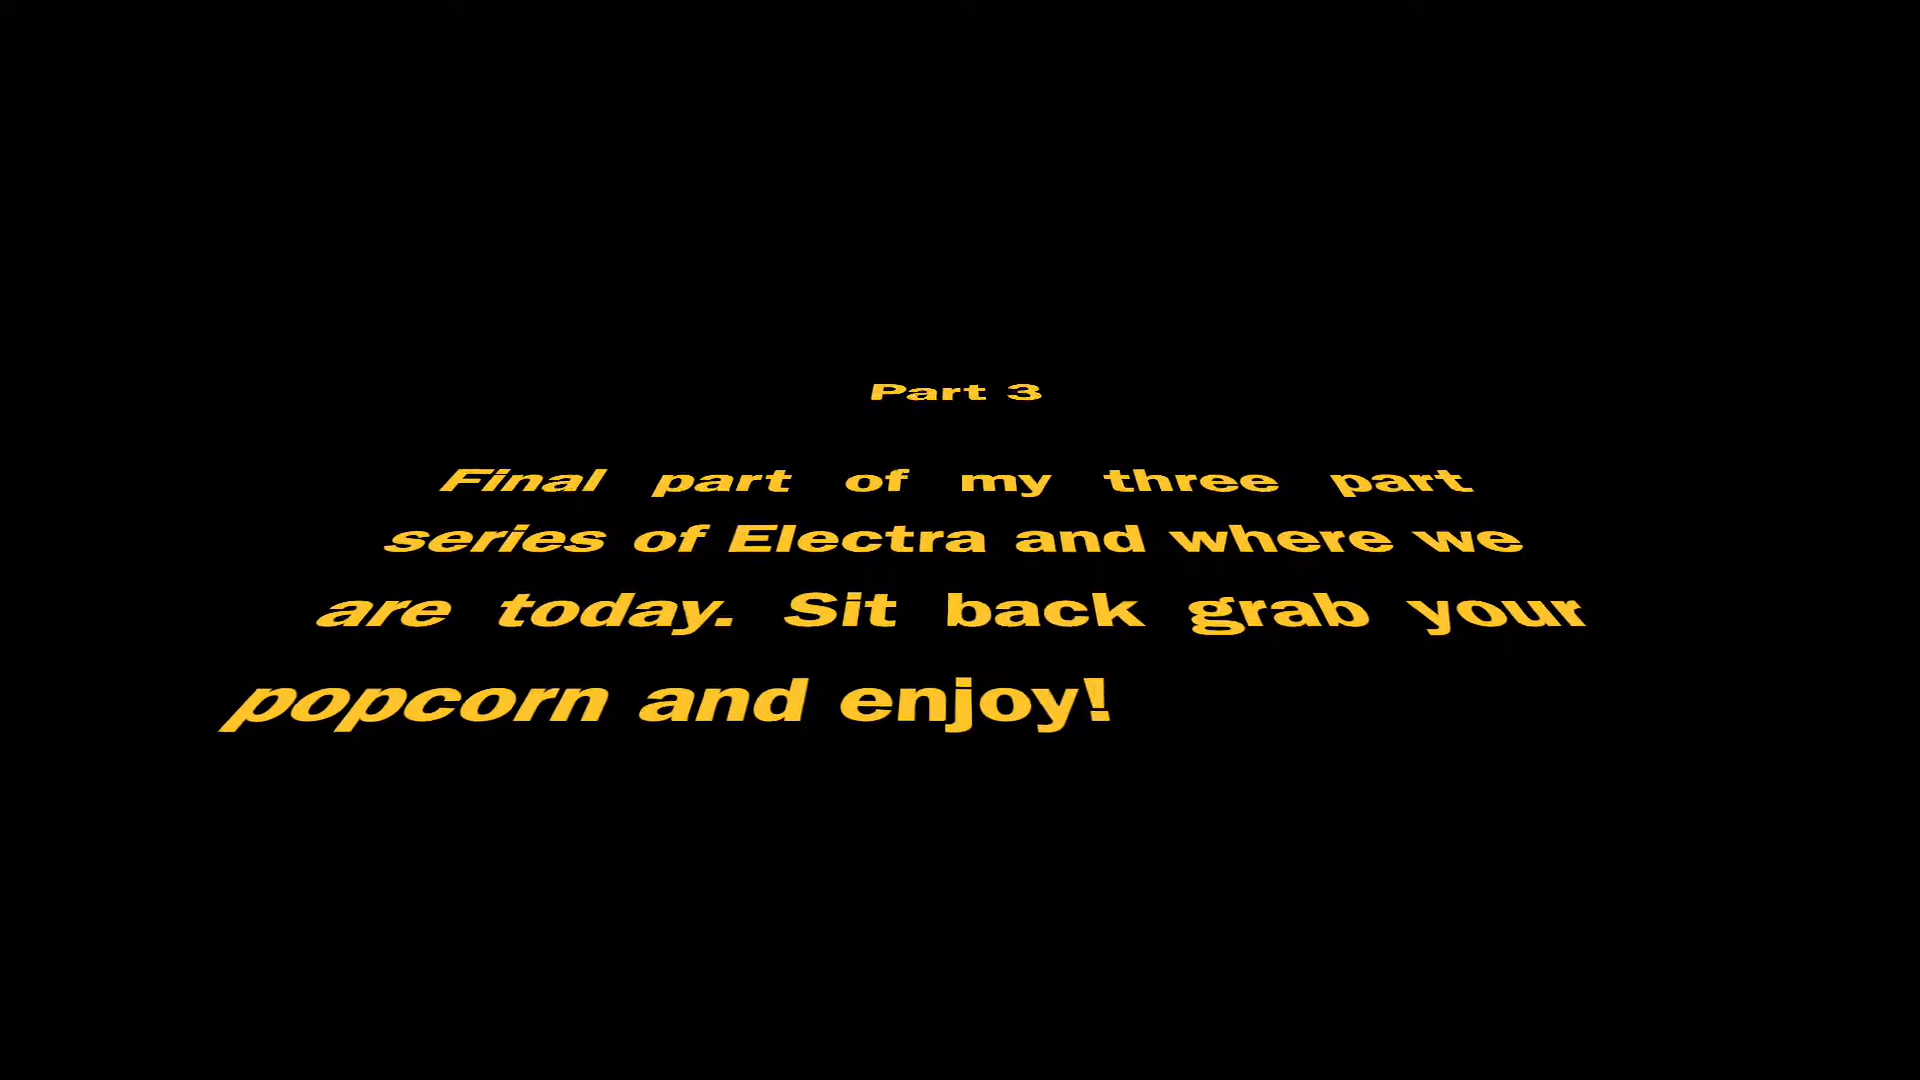 Part 3
Final part of my three part
series of Electra and where we
are today. Sit back grab your
popcorn and enjoy!